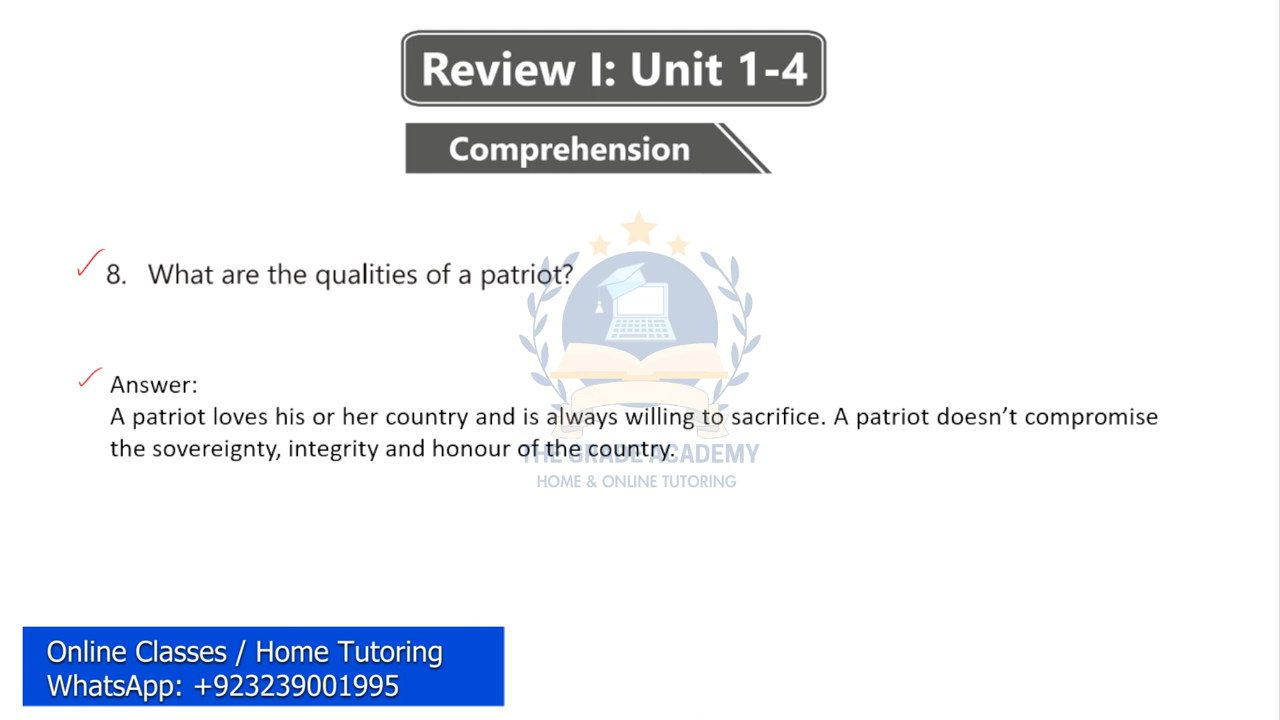 Review I: Unit 1-4
Comprehension
8. What are the qualities of a patriot?
Answer:
A patriot loves his or her country and is always willing to sacrifice. A patriot doesn’t compromise
the sovereignty, integrity and honour of the country.
THE GRADE ACADEMY
HOME & ONLINE TUTORING
Online Classes / Home Tutoring
WhatsApp: +923239001995